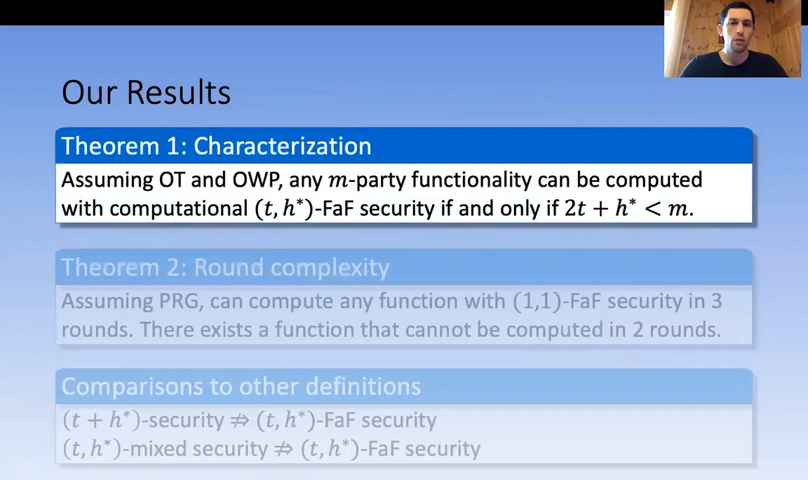 Our Results
Theorem 1: Characterization
Assuming OT and OWP, any m-party functionality can be computed
with computational (t, h*)-FaF security if and only if 2t + h* < m.
Theorem 2: Round complexity
Assuming PRG, can compute any function with (1,1)-FaF security in 3
rounds. There exists a function that cannot be computed in 2 rounds.
Comparisons to other definitions
(t + h*)-security ⇏ (t, h*)-FaF security
(t, h*)-mixed security ⇏ (t, h*)-FaF security